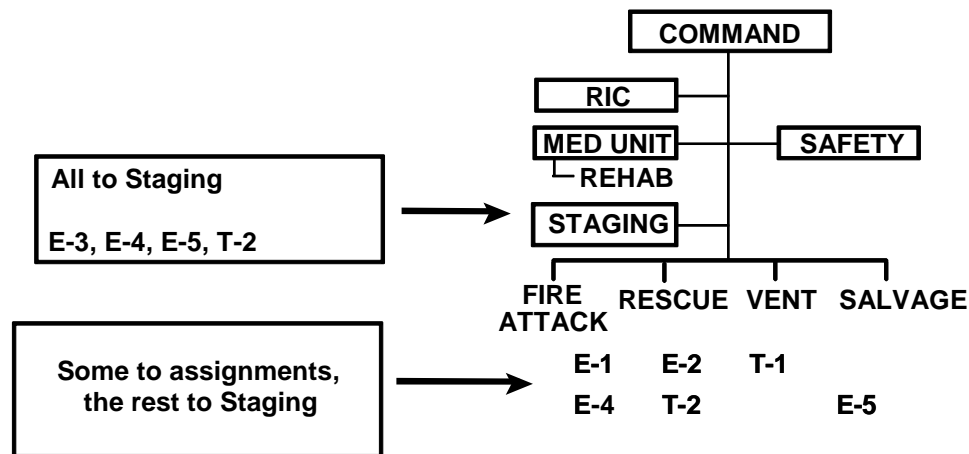 COMMAND
RIC
MED UNIT
SAFETY
REHAB
STAGING
All to Staging
E-3, E-4, E-5, T-2
FIRE ATTACK
RESCUE
VENT
SALVAGE
Some to assignments,
the rest to Staging
E-1 E-2 T-1
E-4 T-2 E-5